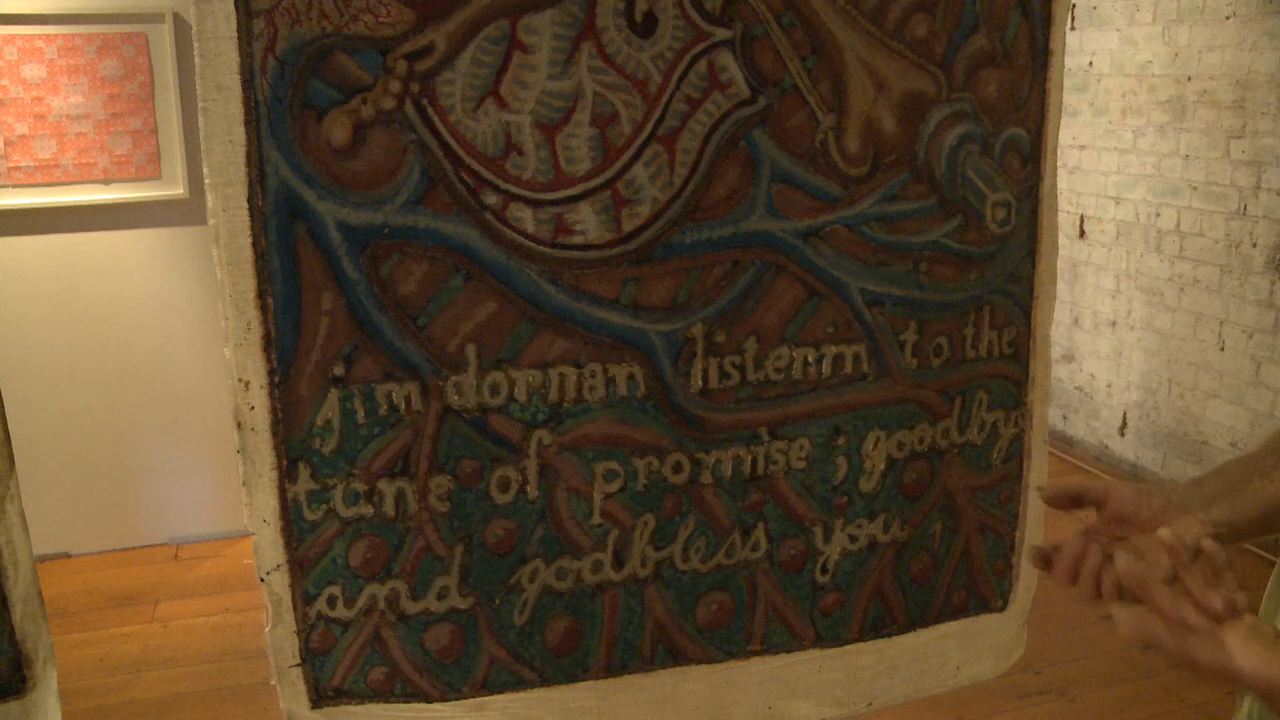 jim dornan listenin to the
tune of promise ; goodbye
and godbless you ,